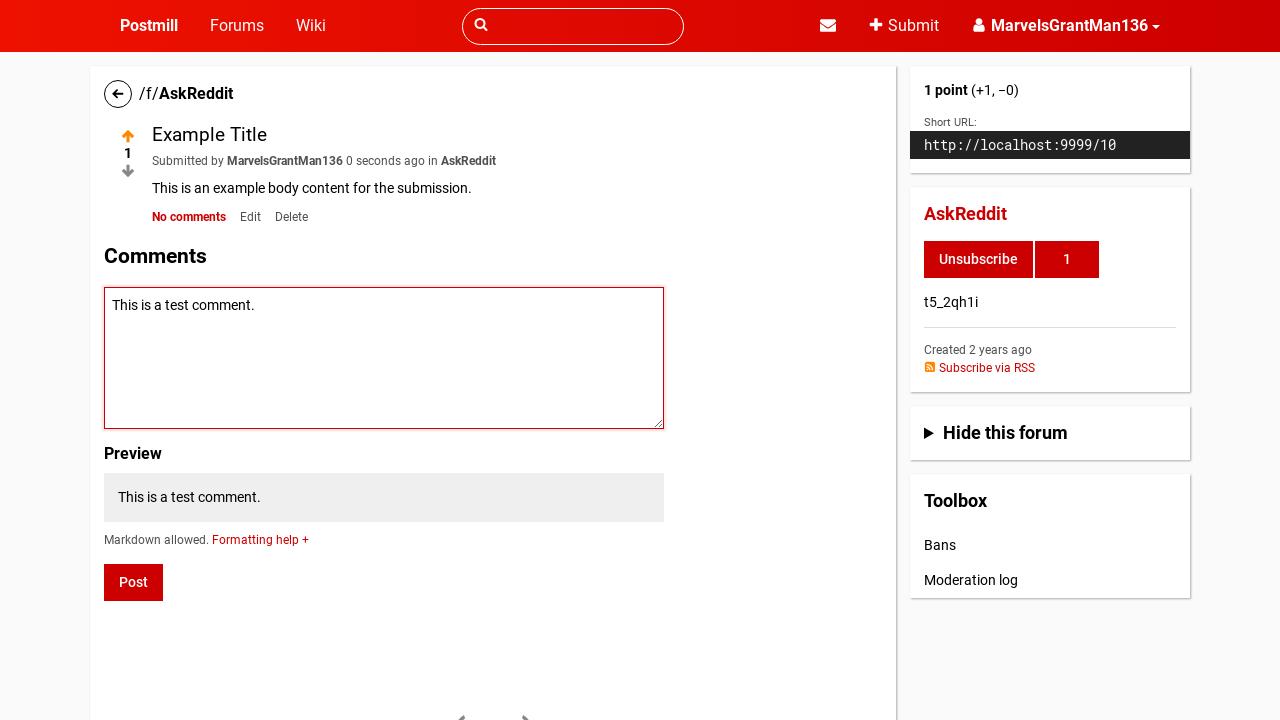 Postmill Forums Wiki Submit MarvelsGrantMan136
/f/AskReddit
1
Example Title
Submitted by MarvelsGrantMan136 0 seconds ago in AskReddit
This is an example body content for the submission.
No comments Edit Delete
Comments
This is a test comment.
Preview
This is a test comment.
Markdown allowed. Formatting help +
Post
1 point (+1, −0)
Short URL:
http://localhost:9999/10
AskReddit
Unsubscribe 1
t5_2qh1i
Created 2 years ago
Subscribe via RSS
Hide this forum
Toolbox
Bans
Moderation log